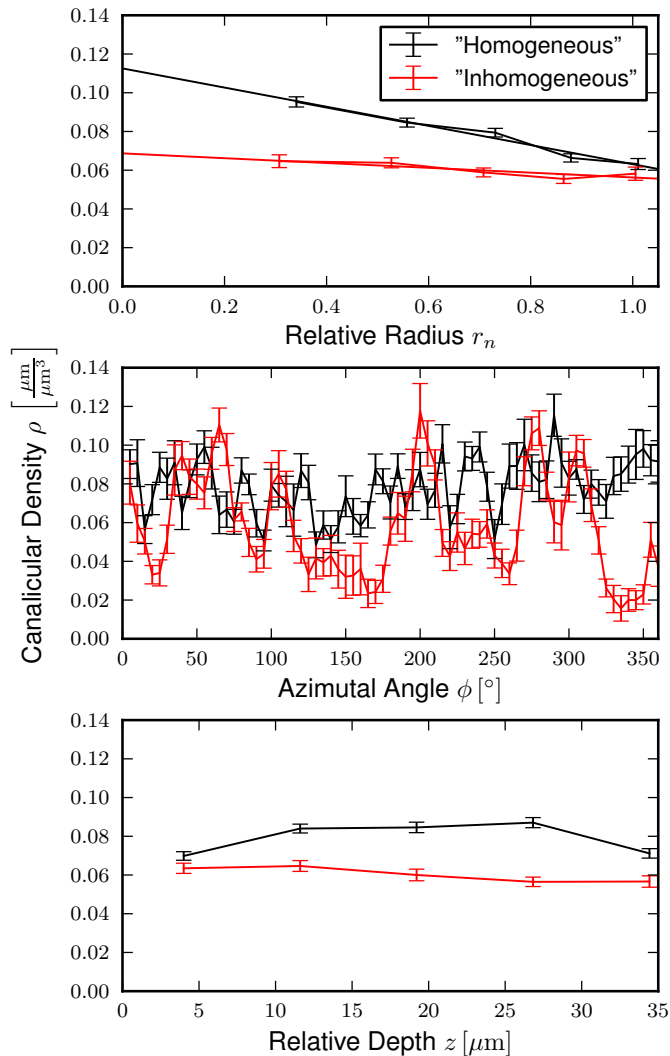 0.14
0.12
0.10
0.08
0.06
0.04
0.02
0.00
"Homogeneous"
"Inhomogeneous"
0.0 0.2 0.4 0.6 0.8 1.0
Relative Radius r_n
Canalicular Density ρ [μm/μm³]
0.14
0.12
0.10
0.08
0.06
0.04
0.02
0.00
0 50 100 150 200 250 300 350
Azimutal Angle ϕ [°]
0.14
0.12
0.10
0.08
0.06
0.04
0.02
0.00
0 5 10 15 20 25 30 35
Relative Depth z [μm]